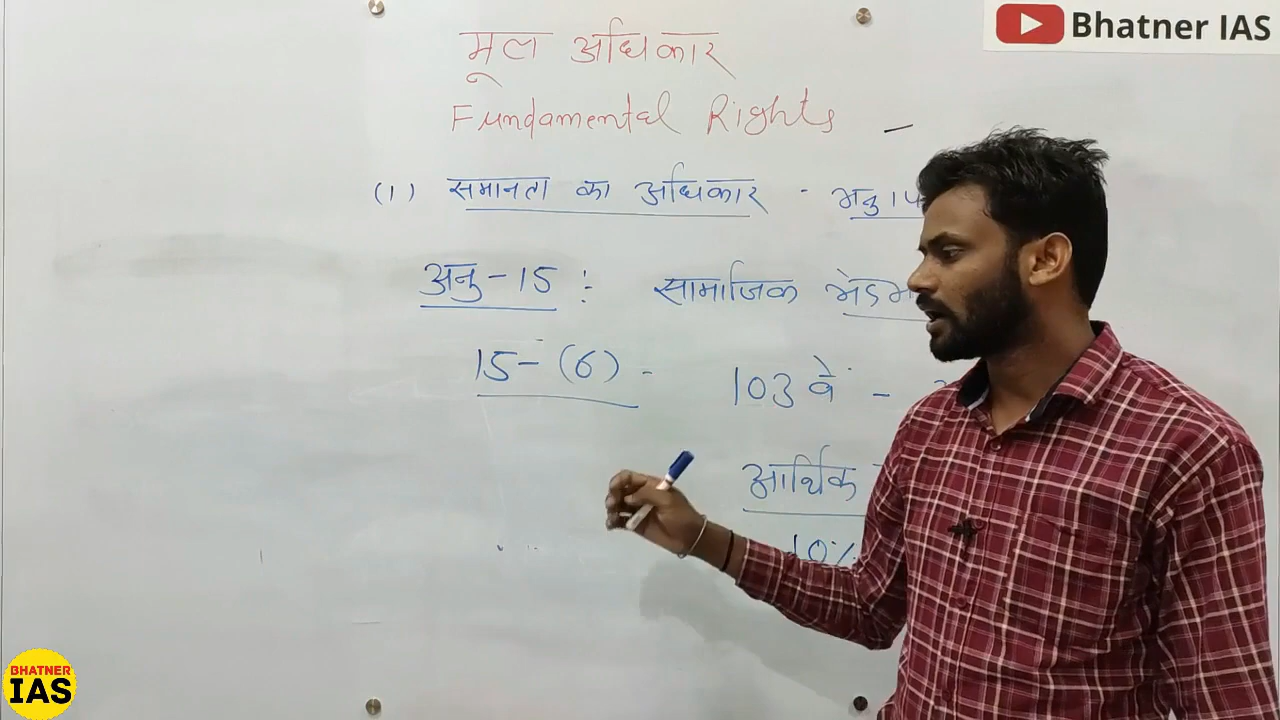 Bhatner IAS
मूल अधिकार
Fundamental Rights -
(1) समानता का अधिकार - अनु 14
अनु-15 : सामाजिक
15-(6) - 103 वें -
आर्थिक
10%
BHATNER
IAS